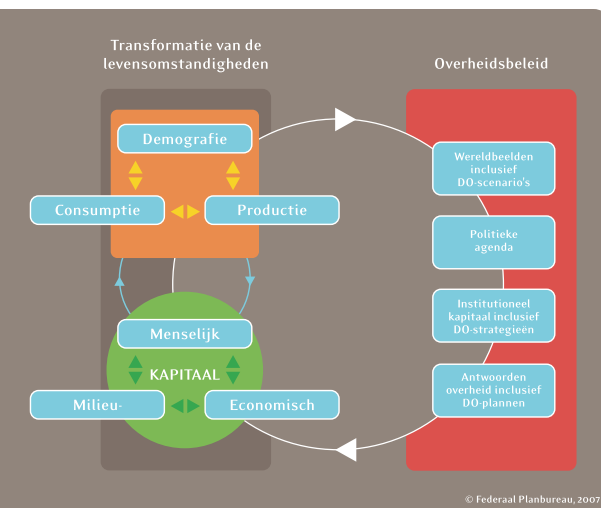 Transformatie van de
levensomstandigheden
Overheidsbeleid
Demografie
Consumptie
Productie
Menselijk
KAPITAAL
Milieu-
Economisch
Wereldbeelden
inclusief
DO-scenario's
Politieke
agenda
Institutioneel
kapitaal inclusief
DO-strategieën
Antwoorden
overheid inclusief
DO-plannen
© Federaal Planbureau, 2007